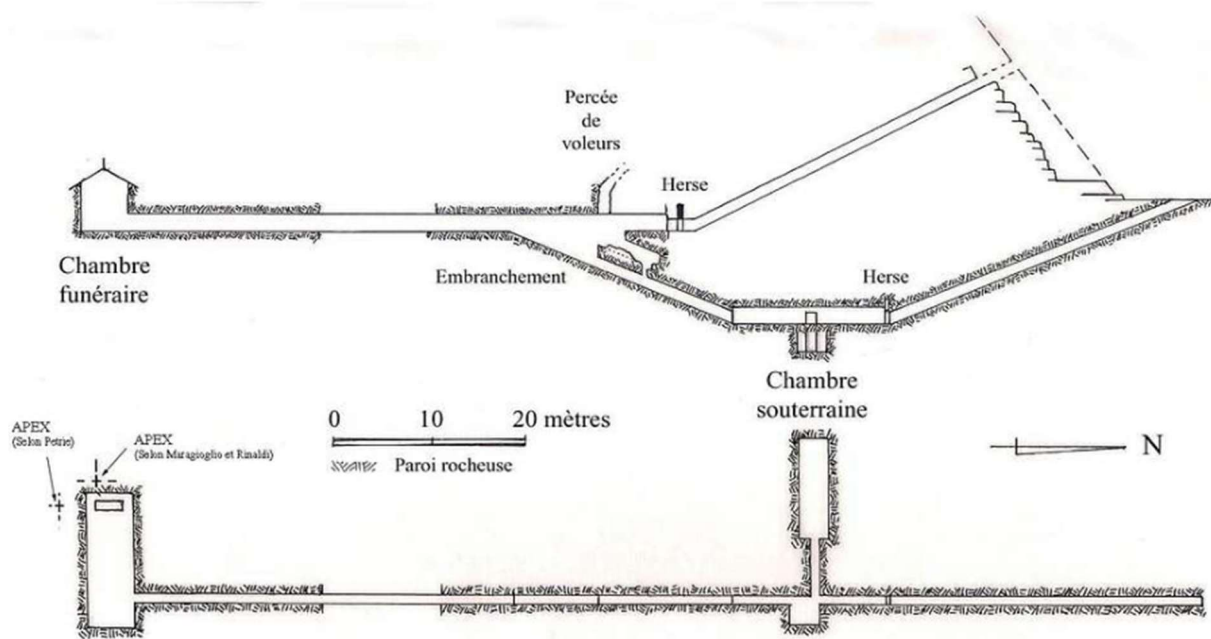 Percée
de
voleurs
Herse
Chambre
funéraire
Embranchement
Herse
Chambre
souterraine
0 10 20 mètres
Paroi rocheuse
N
APEX
(Selon Petrie)
APEX
(Selon Maragioglio et Rinaldi)